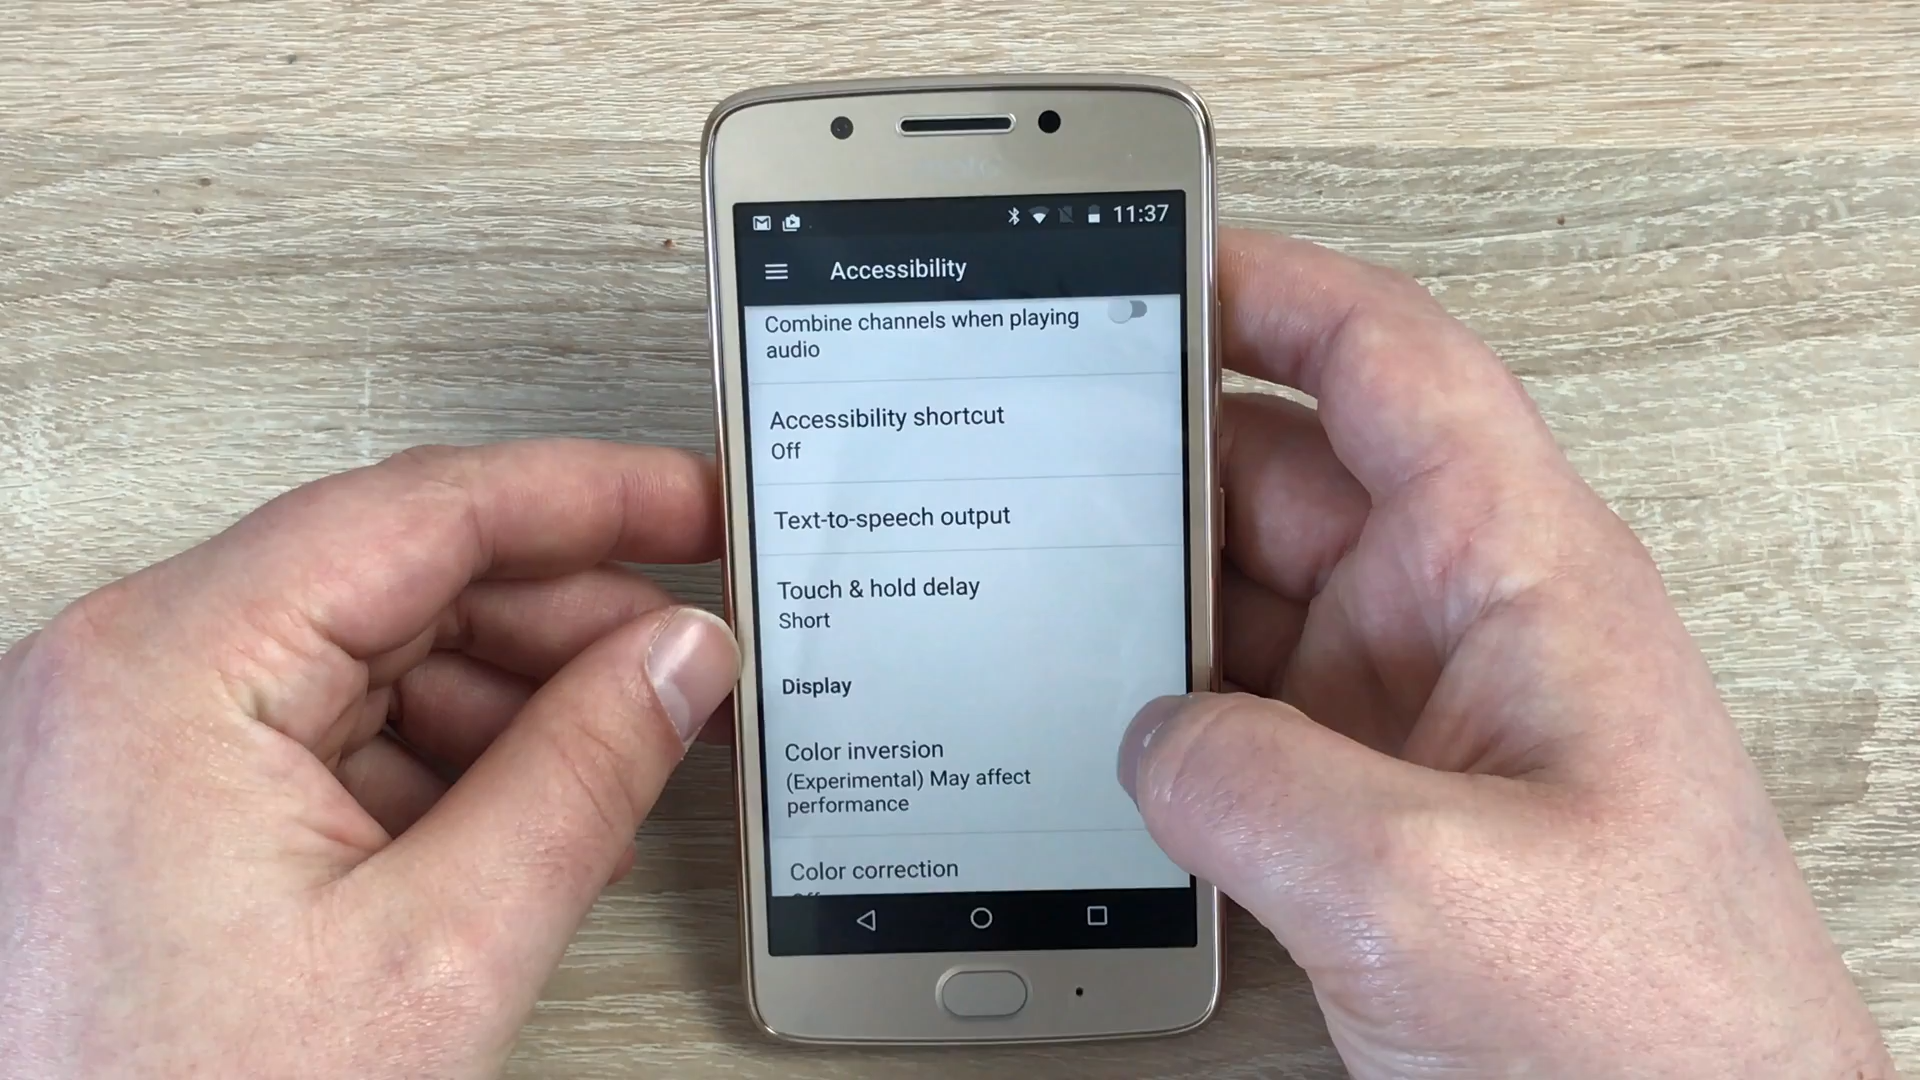 11:37
Accessibility
Combine channels when playing
audio
Accessibility shortcut
Off
Text-to-speech output
Touch & hold delay
Short
Display
Color inversion
(Experimental) May affect
performance
Color correction